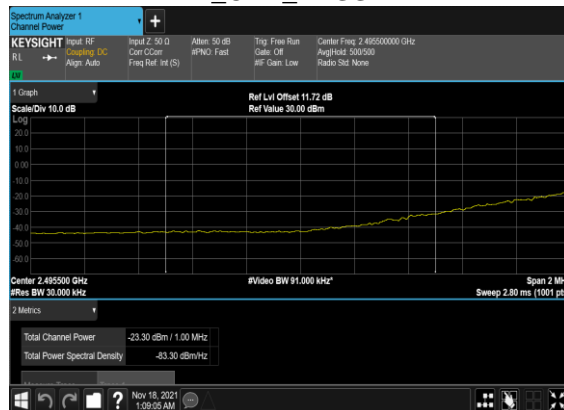 Spectrum Analyzer 1
Channel Power
+
KEYSIGHT
RL
LXI
Input: RF
Coupling: DC
Align: Auto
Input Z: 50 Ω
Corr CCorr
Freq Ref: Int (S)
Atten: 50 dB
#PNO: Fast
Trig: Free Run
Gate: Off
#IF Gain: Low
Center Freq: 2.495500000 GHz
Avg|Hold: 500/500
Radio Std: None
1 Graph
Scale/Div 10.0 dB
Ref Lvl Offset 11.72 dB
Ref Value 30.00 dBm
Log
20.0
10.0
0.00
-10.0
-20.0
-30.0
-40.0
-50.0
-60.0
Center 2.495500 GHz
#Res BW 30.000 kHz
#Video BW 91.000 kHz*
Span 2 MH
Sweep 2.80 ms (1001 pt
2 Metrics
Total Channel Power -23.30 dBm / 1.00 MHz
Total Power Spectral Density -83.30 dBm/Hz
?
Nov 18, 2021
1:09:05 AM